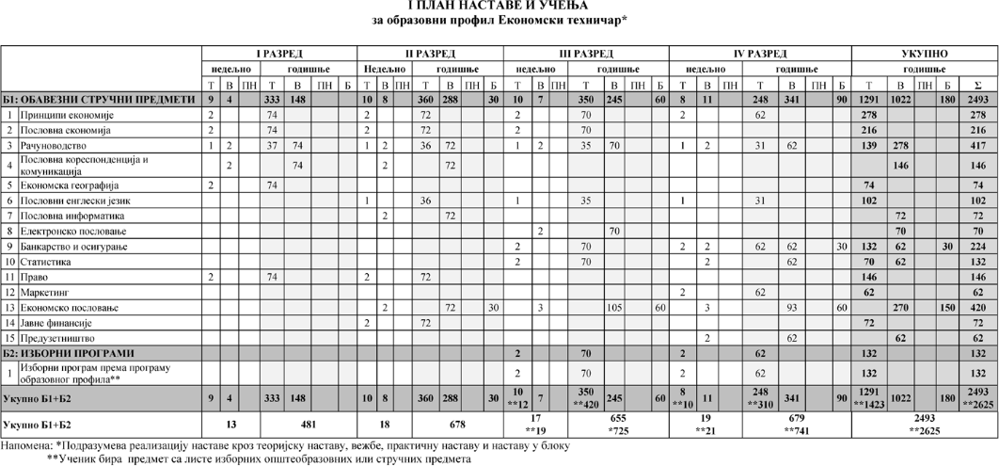 I ПЛАН НАСТАВЕ И УЧЕЊА
за образовни профил Економски техничар*
I РАЗРЕД II РАЗРЕД III РАЗРЕД IV РАЗРЕД УКУПНО
недељно годишње Недељно годишње недељно годишње недељно годишње годишње
Т В ПН Т В ПН Б Т В ПН Т В ПН Б Т В ПН Т В ПН Б Т В ПН Т В ПН Б Т В ПН Б Σ
Б1: ОБАВЕЗНИ СТРУЧНИ ПРЕДМЕТИ 9 4 333 148 10 8 360 288 30 10 7 350 245 60 8 11 248 341 90 1291 1022 180 2493
1 Принципи економије 2 74 2 72 2 70 2 62 278 278
2 Пословна економија 2 74 2 72 2 70 216 216
3 Рачуноводство 1 2 37 74 1 2 36 72 1 2 35 70 1 2 31 62 139 278 417
4 Пословна кореспонденција и
комуникација 2 74 2 72 146 146
5 Економска географија 2 74 74 74
6 Пословни енглески језик 1 36 1 35 1 31 102 102
7 Пословна информатика 2 72 72 72
8 Електронско пословање 2 70 70 70
9 Банкарство и осигурање 2 70 2 2 62 62 30 132 62 30 224
10 Статистика 2 70 2 62 70 62 132
11 Право 2 74 2 72 146 146
12 Маркетинг 2 62 62 62
13 Економско пословање 2 72 30 3 105 60 3 93 60 270 150 420
14 Јавне финансије 2 72 72 72
15 Предузетништво 2 62 62 62
Б2: ИЗБОРНИ ПРОГРАМИ 2 70 2 62 132 132
1 Изборни програм према програму
образовног профила** 2 70 2 62 132 132
Укупно Б1+Б2 9 4 333 148 10 8 360 288 30 10 7 350 245 60 8 11 248 341 90 1291 1022 180 2493
**12 **420 **10 **310 **1423 **2625
Укупно Б1+Б2 13 481 18 678 17 655 19 679 2493
**19 *725 **21 **741 **2625
Напомена: *Подразумева реализацију наставе кроз теоријску наставу, вежбе, практичну наставу и наставу у блоку
**Ученик бира предмет са листе изборних општеобразовних или стручних предмета